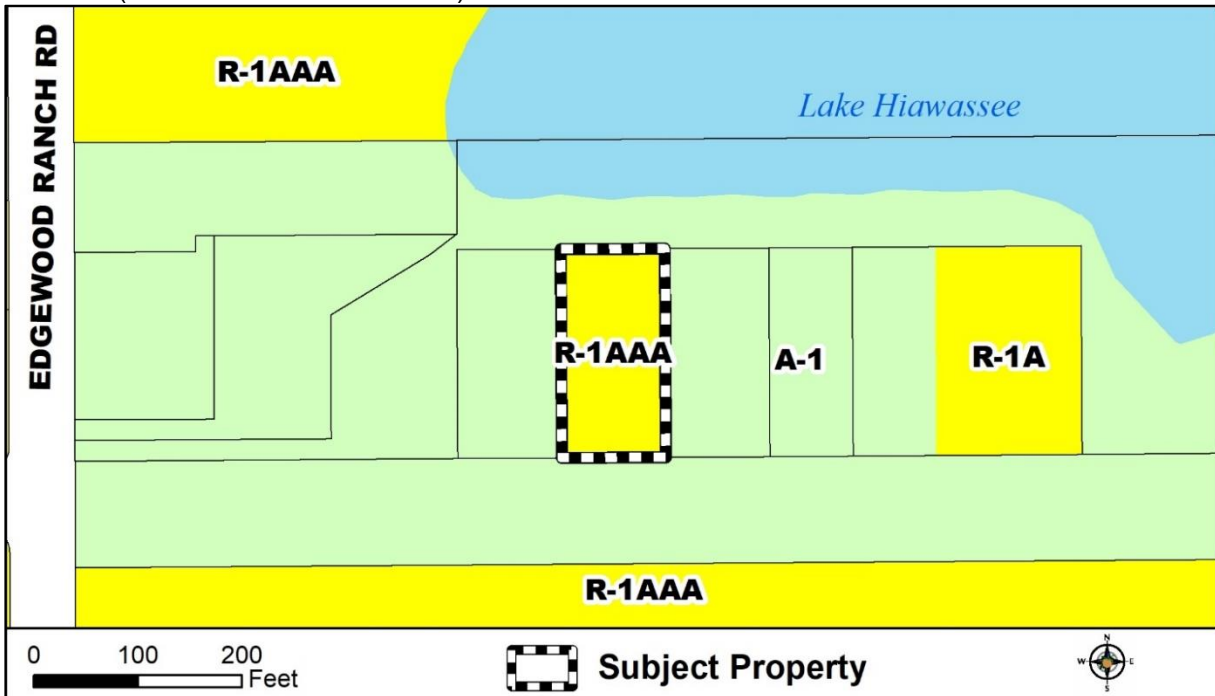 R-1AAA
Lake Hiawassee
EDGEWOOD RANCH RD
R-1AAA
A-1
R-1A
R-1AAA
0 100 200
Feet
Subject Property
N
W E
S